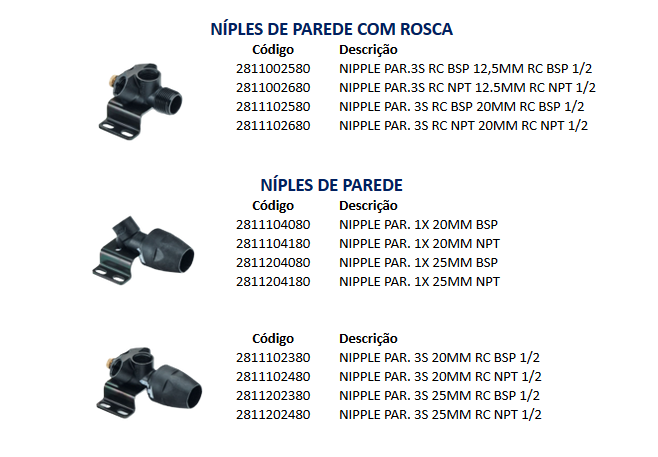 NÍPLES DE PAREDE COM ROSCA
Código Descrição
2811002580 NIPPLE PAR.3S RC BSP 12,5MM RC BSP 1/2
2811002680 NIPPLE PAR.3S RC NPT 12.5MM RC NPT 1/2
2811102580 NIPPLE PAR. 3S RC BSP 20MM RC BSP 1/2
2811102680 NIPPLE PAR. 3S RC NPT 20MM RC NPT 1/2
NÍPLES DE PAREDE
Código Descrição
2811104080 NIPPLE PAR. 1X 20MM BSP
2811104180 NIPPLE PAR. 1X 20MM NPT
2811204080 NIPPLE PAR. 1X 25MM BSP
2811204180 NIPPLE PAR. 1X 25MM NPT
Código Descrição
2811102380 NIPPLE PAR. 3S 20MM RC BSP 1/2
2811102480 NIPPLE PAR. 3S 20MM RC NPT 1/2
2811202380 NIPPLE PAR. 3S 25MM RC BSP 1/2
2811202480 NIPPLE PAR. 3S 25MM RC NPT 1/2